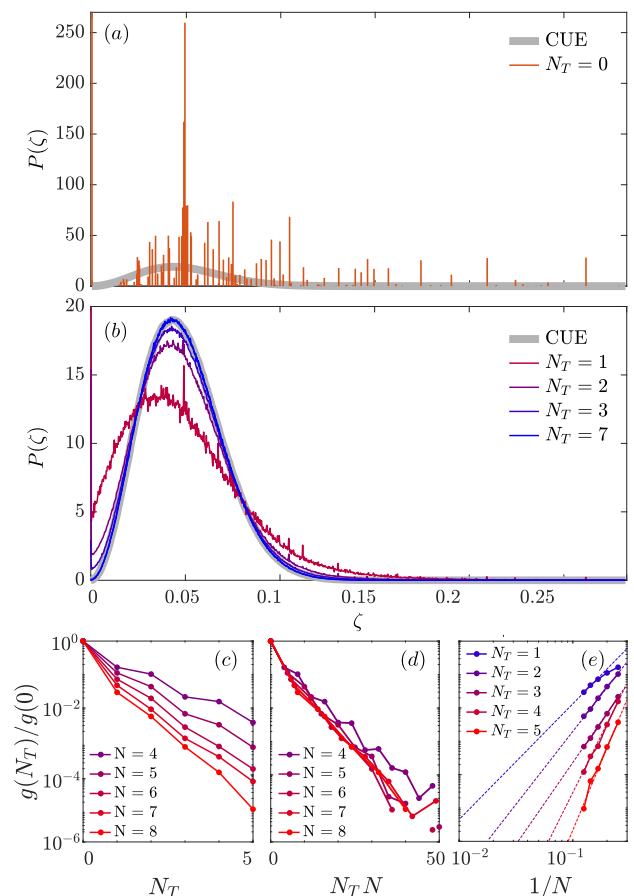 (a)
CUE
N_T = 0
250
200
150
100
50
0
P(ζ)
(b)
CUE
N_T = 1
N_T = 2
N_T = 3
N_T = 7
20
15
10
5
0
P(ζ)
0 0.05 0.1 0.15 0.2 0.25
ζ
(c)
10^0
10^-2
10^-4
10^-6
g(N_T)/g(0)
N = 4
N = 5
N = 6
N = 7
N = 8
0 5
N_T
(d)
N = 4
N = 5
N = 6
N = 7
N = 8
0 50
N_T N
(e)
N_T = 1
N_T = 2
N_T = 3
N_T = 4
N_T = 5
10^-2 10^-1
1/N